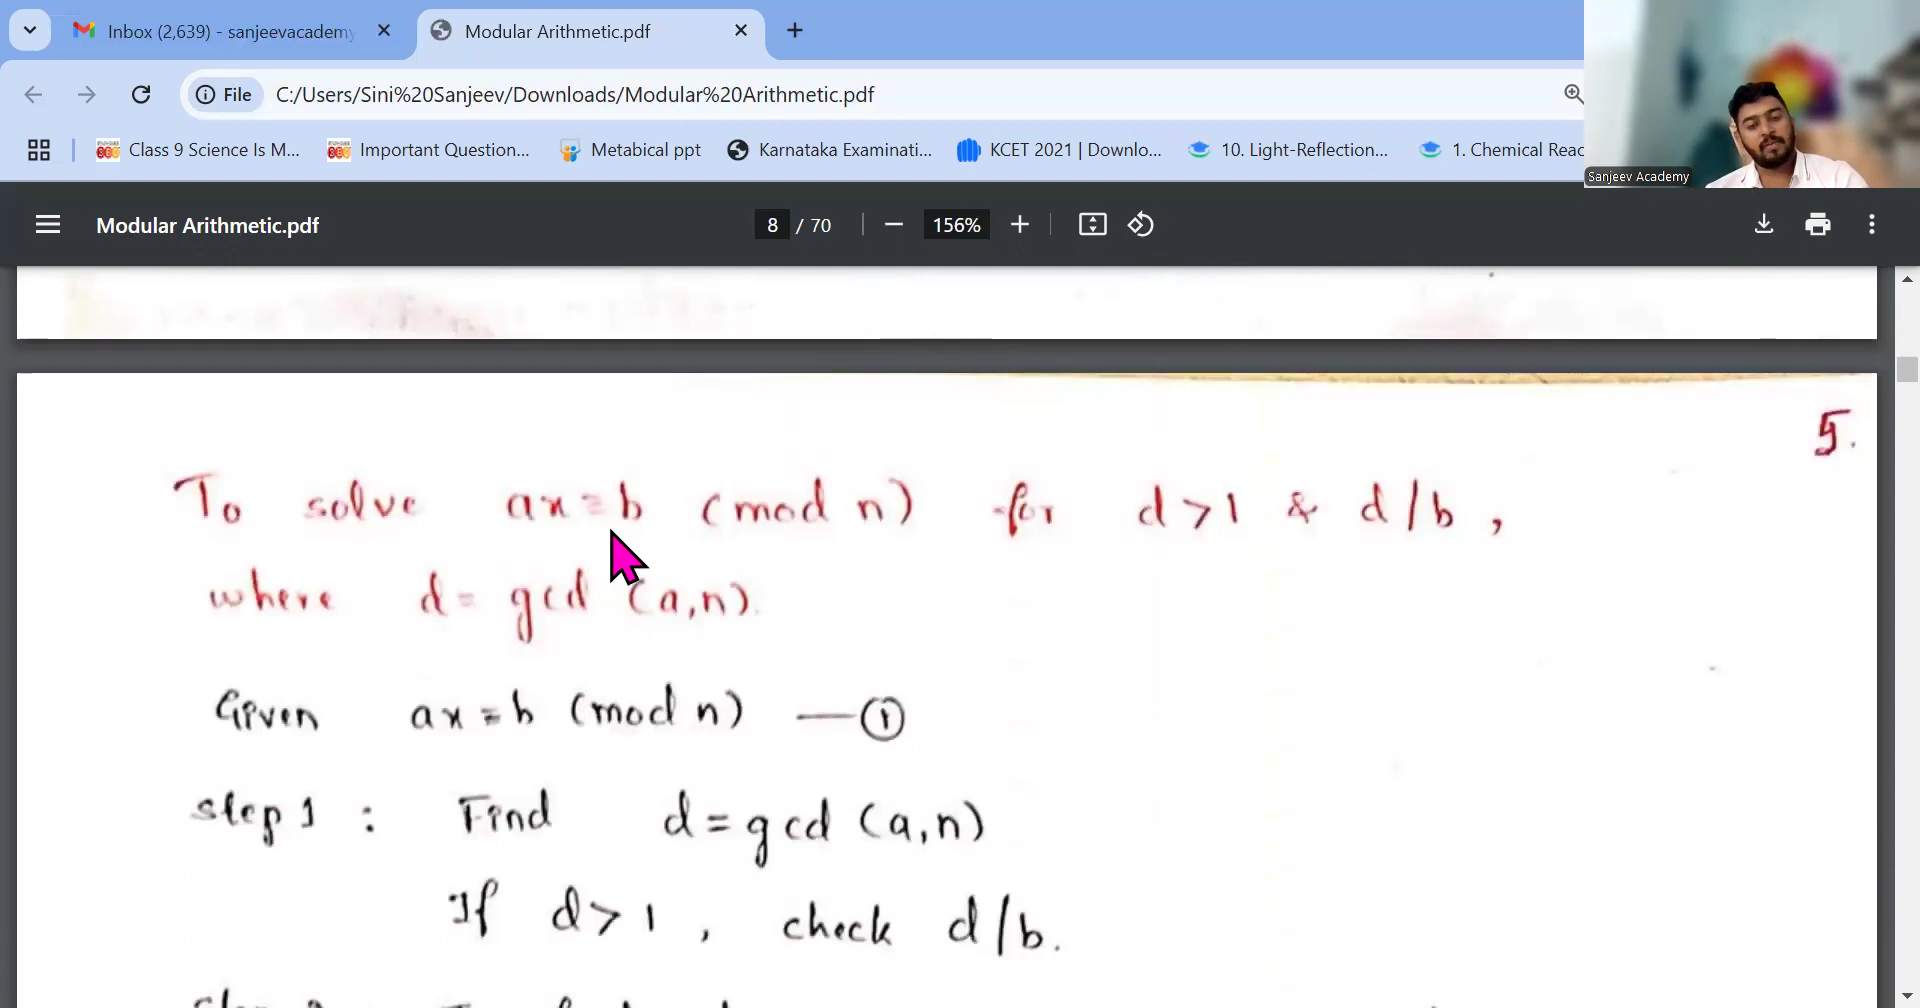 Inbox (2,639) - sanjeevacademy
Modular Arithmetic.pdf
File
C:/Users/Sini%20Sanjeev/Downloads/Modular%20Arithmetic.pdf
Class 9 Science Is M...
Important Question...
Metabical ppt
Karnataka Examinati...
KCET 2021 | Downlo...
10. Light-Reflection...
1. Chemical Reac
Sanjeev Academy
Modular Arithmetic.pdf
8 / 70
156%
5.
To solve ax≡b (mod n) for d>1 & d/b,
where d= gcd (a,n).
Given ax≡b (mod n) —①
step 1 : Find d=gcd (a,n)
If d>1, check d/b.